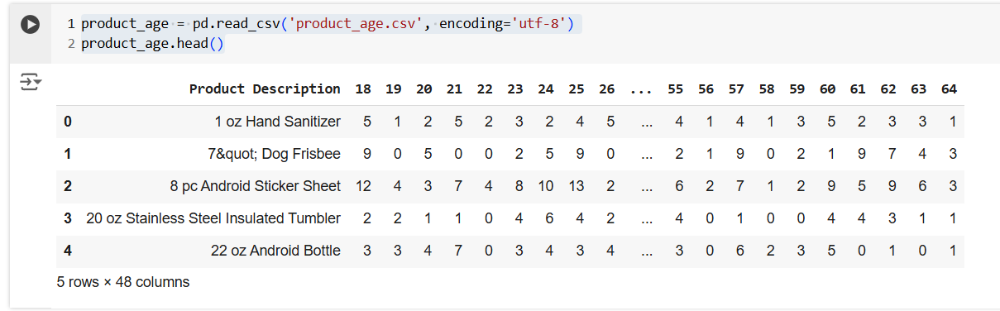 1 product_age = pd.read_csv('product_age.csv', encoding='utf-8')
2 product_age.head()
Product Description 18 19 20 21 22 23 24 25 26 ... 55 56 57 58 59 60 61 62 63 64
0 1 oz Hand Sanitizer 5 1 2 5 2 3 2 4 5 ... 4 1 4 1 3 5 2 3 3 1
1 7&quot; Dog Frisbee 9 0 5 0 0 2 5 9 0 ... 2 1 9 0 2 1 9 7 4 3
2 8 pc Android Sticker Sheet 12 4 3 7 4 8 10 13 2 ... 6 2 7 1 2 9 5 9 6 3
3 20 oz Stainless Steel Insulated Tumbler 2 2 1 1 0 4 6 4 2 ... 4 0 1 0 0 4 4 3 1 1
4 22 oz Android Bottle 3 3 4 7 0 3 4 3 4 ... 3 0 6 2 3 5 0 1 0 1
5 rows × 48 columns